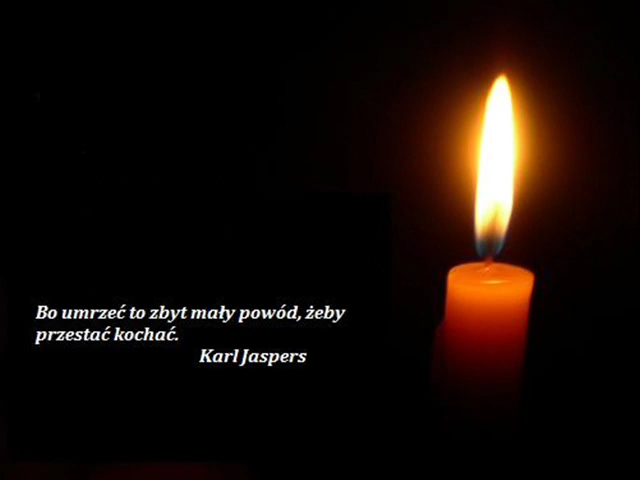 Bo umrzeć to zbyt mały powód, żeby
przestać kochać.
Karl Jaspers